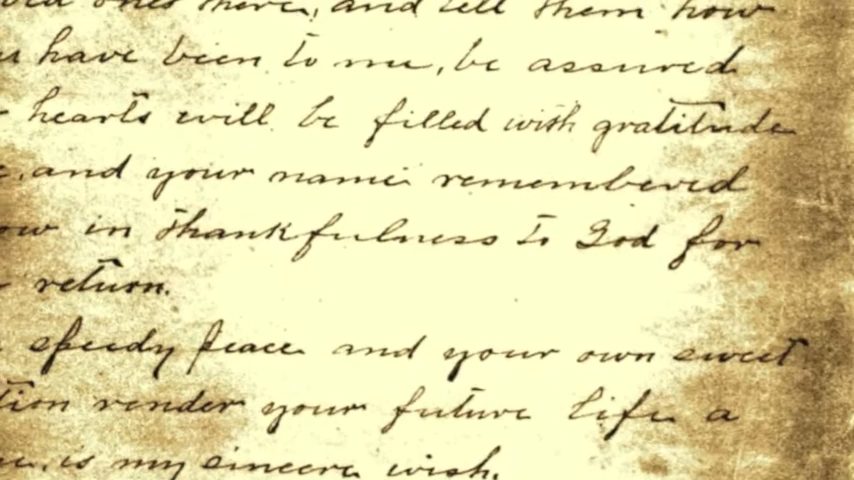 ones there, and tell them how
have been to me, be assured
hearts will be filled with gratitude
, and your name remembered
ow in thankfulness to God for
return.
speedy peace and your own sweet
tion render your future life a
, is my sincere wish.